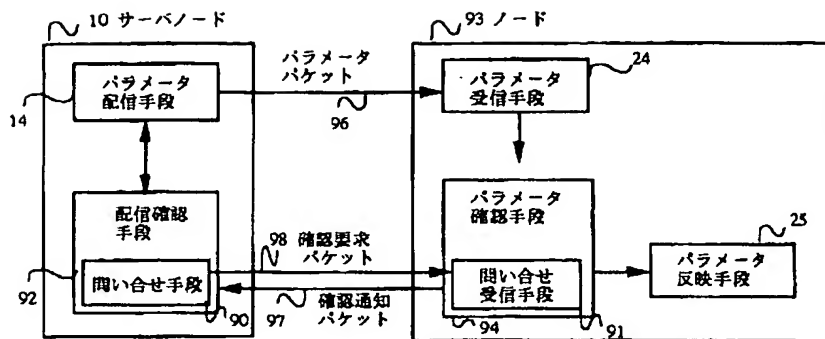 10 サーバノード
93 ノード
パラメータ
配信手段
14
パラメータ
パケット
96
パラメータ
受信手段
24
配信確認
手段
問い合せ手段
92
90
98 確認要求
パケット
確認通知
97
パケット
パラメータ
確認手段
問い合せ
受信手段
94
91
25
パラメータ
反映手段